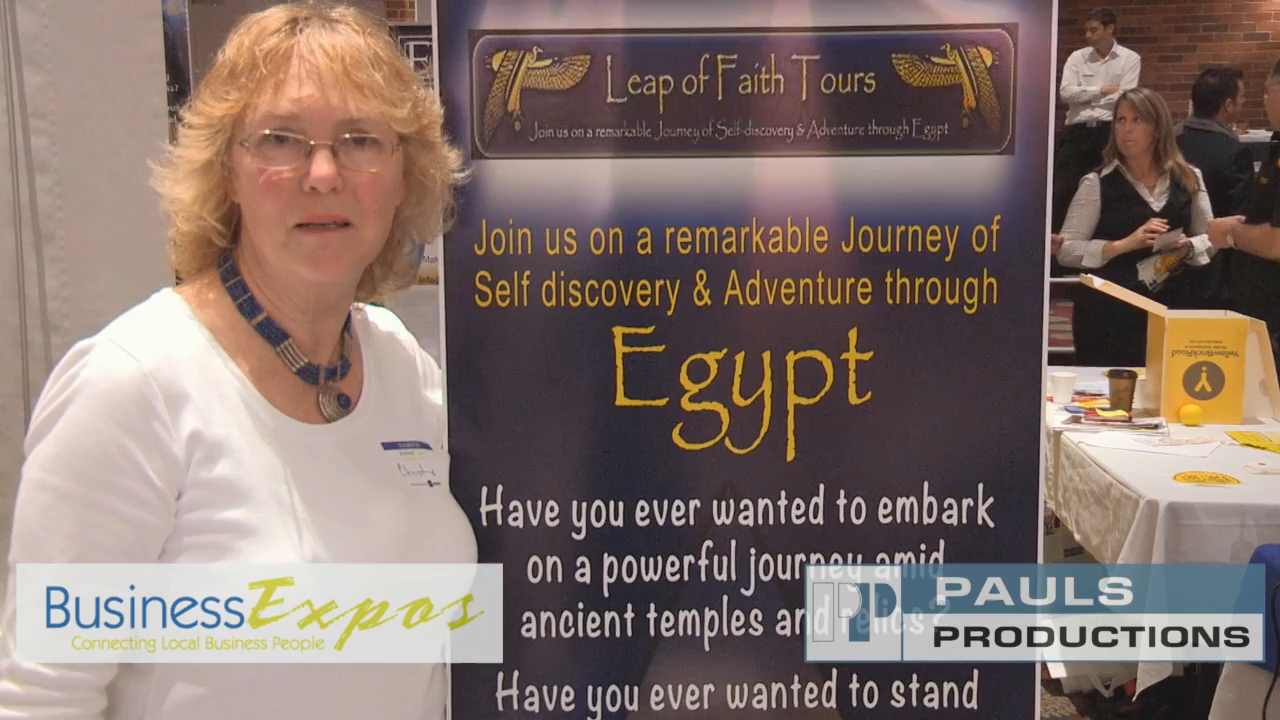 Leap of Faith Tours
Join us on a remarkable Journey of Self-discovery & Adventure through Egypt
Join us on a remarkable Journey of
Self discovery & Adventure through
Egypt
Have you ever wanted to embark
on a powerful journey amid
ancient temples and relics?
Have you ever wanted to stand
YellowBrickRoad
Business Expos
Connecting Local Business People
PAULS
PRODUCTIONS